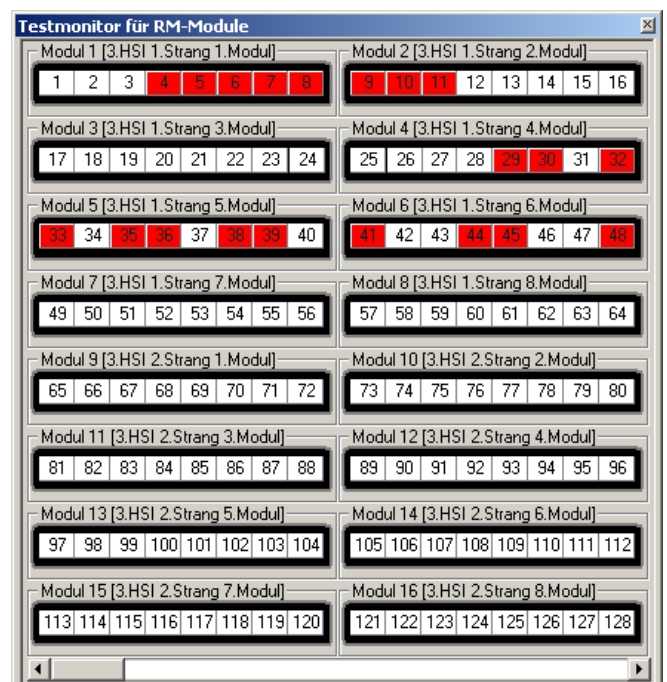 Testmonitor für RM-Module
Modul 1 [3.HSI 1.Strang 1.Modul]
1 2 3 4 5 6 7 8
Modul 2 [3.HSI 1.Strang 2.Modul]
9 10 11 12 13 14 15 16
Modul 3 [3.HSI 1.Strang 3.Modul]
17 18 19 20 21 22 23 24
Modul 4 [3.HSI 1.Strang 4.Modul]
25 26 27 28 29 30 31 32
Modul 5 [3.HSI 1.Strang 5.Modul]
33 34 35 36 37 38 39 40
Modul 6 [3.HSI 1.Strang 6.Modul]
41 42 43 44 45 46 47 48
Modul 7 [3.HSI 1.Strang 7.Modul]
49 50 51 52 53 54 55 56
Modul 8 [3.HSI 1.Strang 8.Modul]
57 58 59 60 61 62 63 64
Modul 9 [3.HSI 2.Strang 1.Modul]
65 66 67 68 69 70 71 72
Modul 10 [3.HSI 2.Strang 2.Modul]
73 74 75 76 77 78 79 80
Modul 11 [3.HSI 2.Strang 3.Modul]
81 82 83 84 85 86 87 88
Modul 12 [3.HSI 2.Strang 4.Modul]
89 90 91 92 93 94 95 96
Modul 13 [3.HSI 2.Strang 5.Modul]
97 98 99 100 101 102 103 104
Modul 14 [3.HSI 2.Strang 6.Modul]
105 106 107 108 109 110 111 112
Modul 15 [3.HSI 2.Strang 7.Modul]
113 114 115 116 117 118 119 120
Modul 16 [3.HSI 2.Strang 8.Modul]
121 122 123 124 125 126 127 128